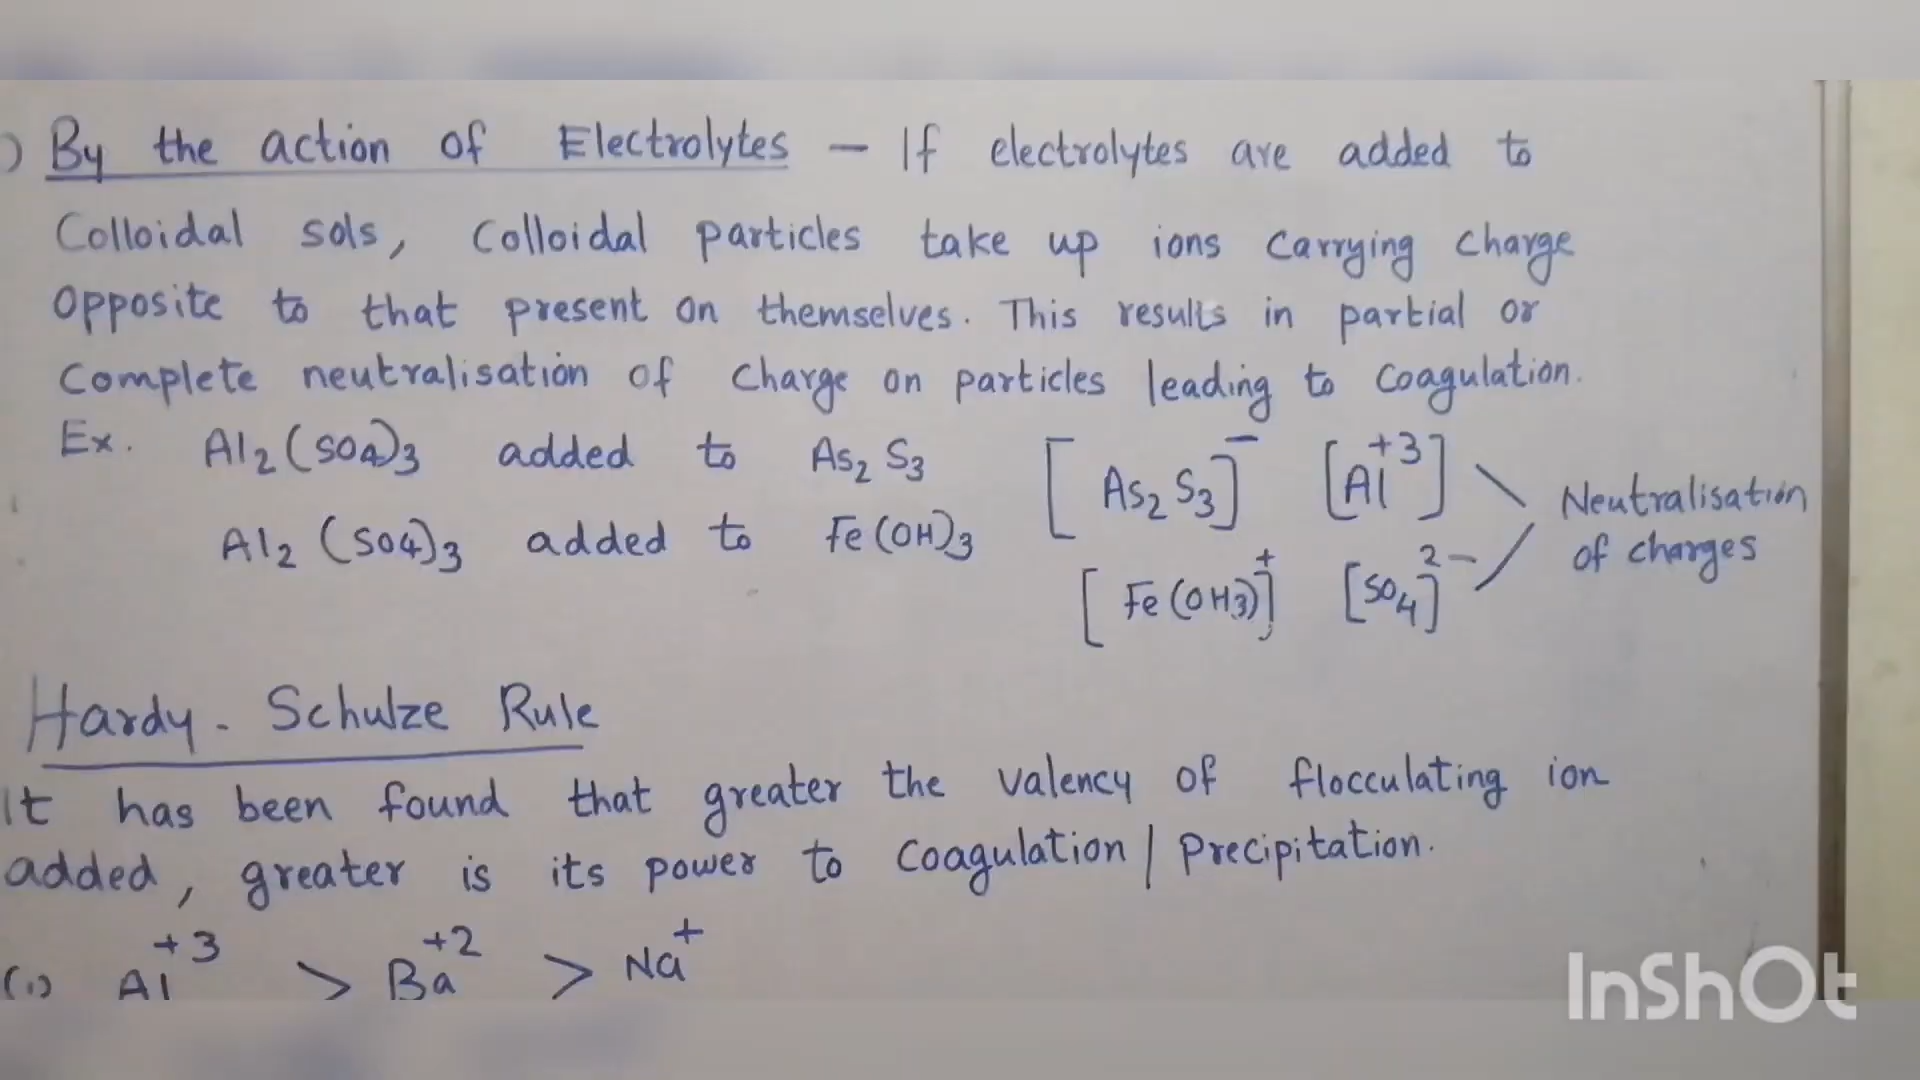 ) By the action of Electrolytes — If electrolytes are added to
Colloidal sols, Colloidal particles take up ions carrying charge
opposite to that present on themselves. This results in partial or
Complete neutralisation of charge on particles leading to coagulation.
Ex. Al2(SO4)3 added to As2S3 [As2S3]⁻ [Al⁺³]
Al2(SO4)3 added to Fe(OH)3 [Fe(OH3)]⁺ [SO4]²⁻
Neutralisation
of charges
Hardy-Schulze Rule
It has been found that greater the valency of flocculating ion
added, greater is its power to coagulation/precipitation.
(i) Al⁺³ > Ba⁺² > Na⁺
InShOt